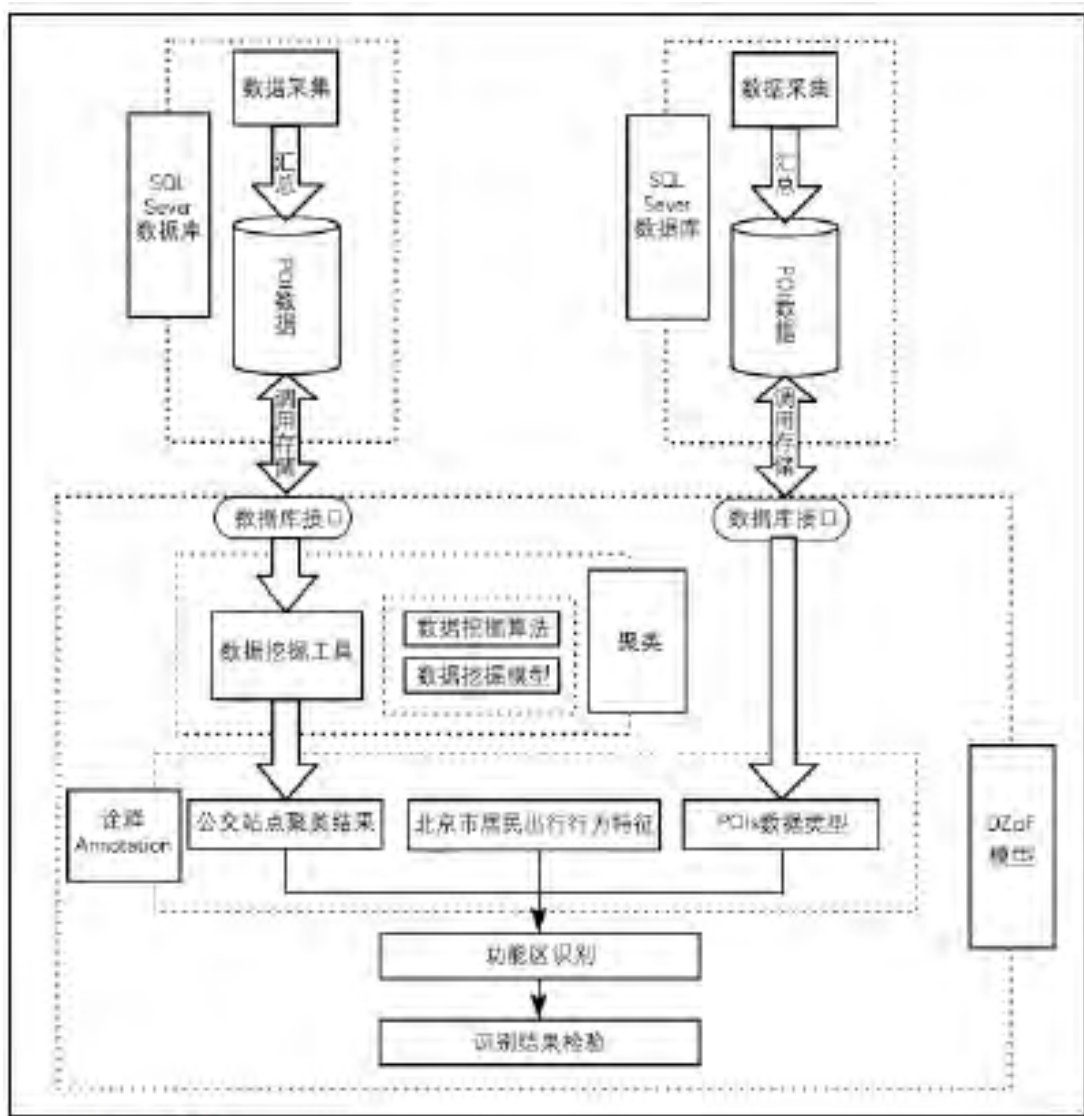 数据采集
数据采集
汇总
汇总
SQL
Sever
数据库
SQL
Sever
数据库
POIs数据
POIs数据
调用存储
调用存储
数据库接口
数据库接口
数据挖掘工具
数据挖掘算法
数据挖掘模型
聚类
诠释
Annotation
公交站点聚类结果
北京市居民出行行为特征
POIs数据类型
DZoF
模型
功能区识别
识别结果检验